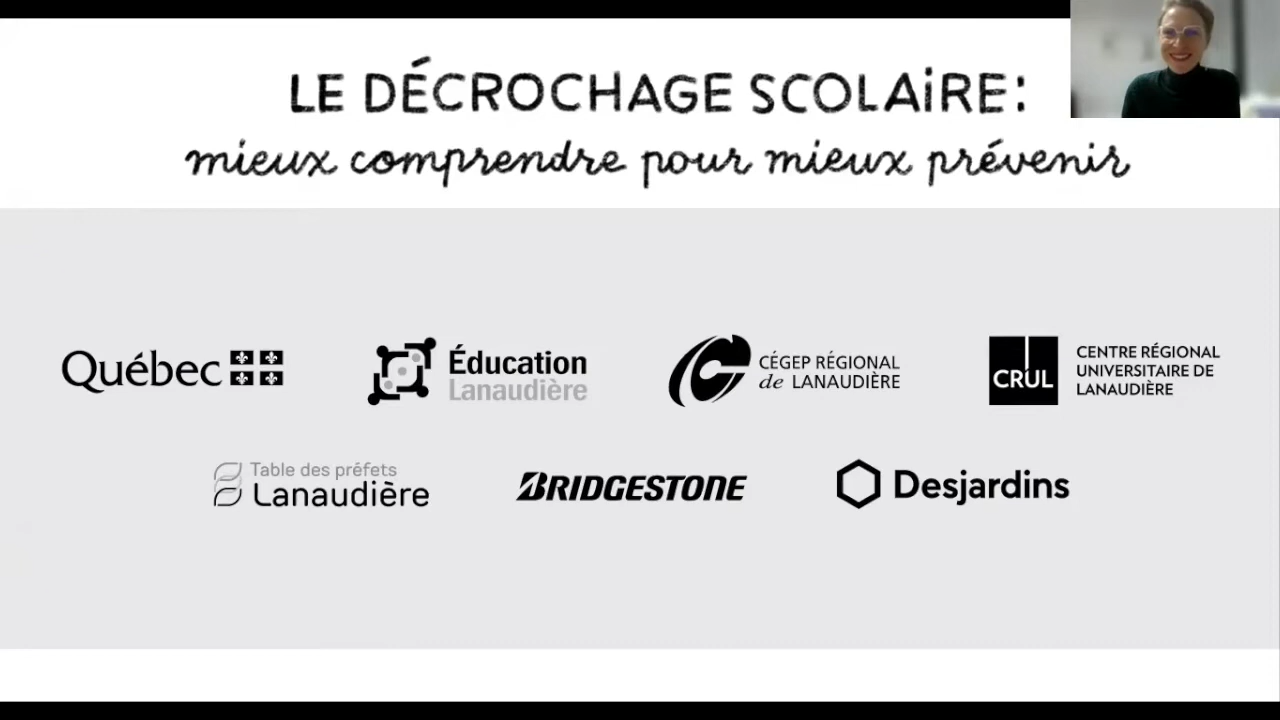 LE DÉCROCHAGE SCOLAIRE:
mieux comprendre pour mieux prévenir
Québec
Éducation
Lanaudière
CÉGEP RÉGIONAL
de LANAUDIÈRE
CRUL
CENTRE RÉGIONAL
UNIVERSITAIRE DE
LANAUDIÈRE
Table des préfets
Lanaudière
BRIDGESTONE
Desjardins